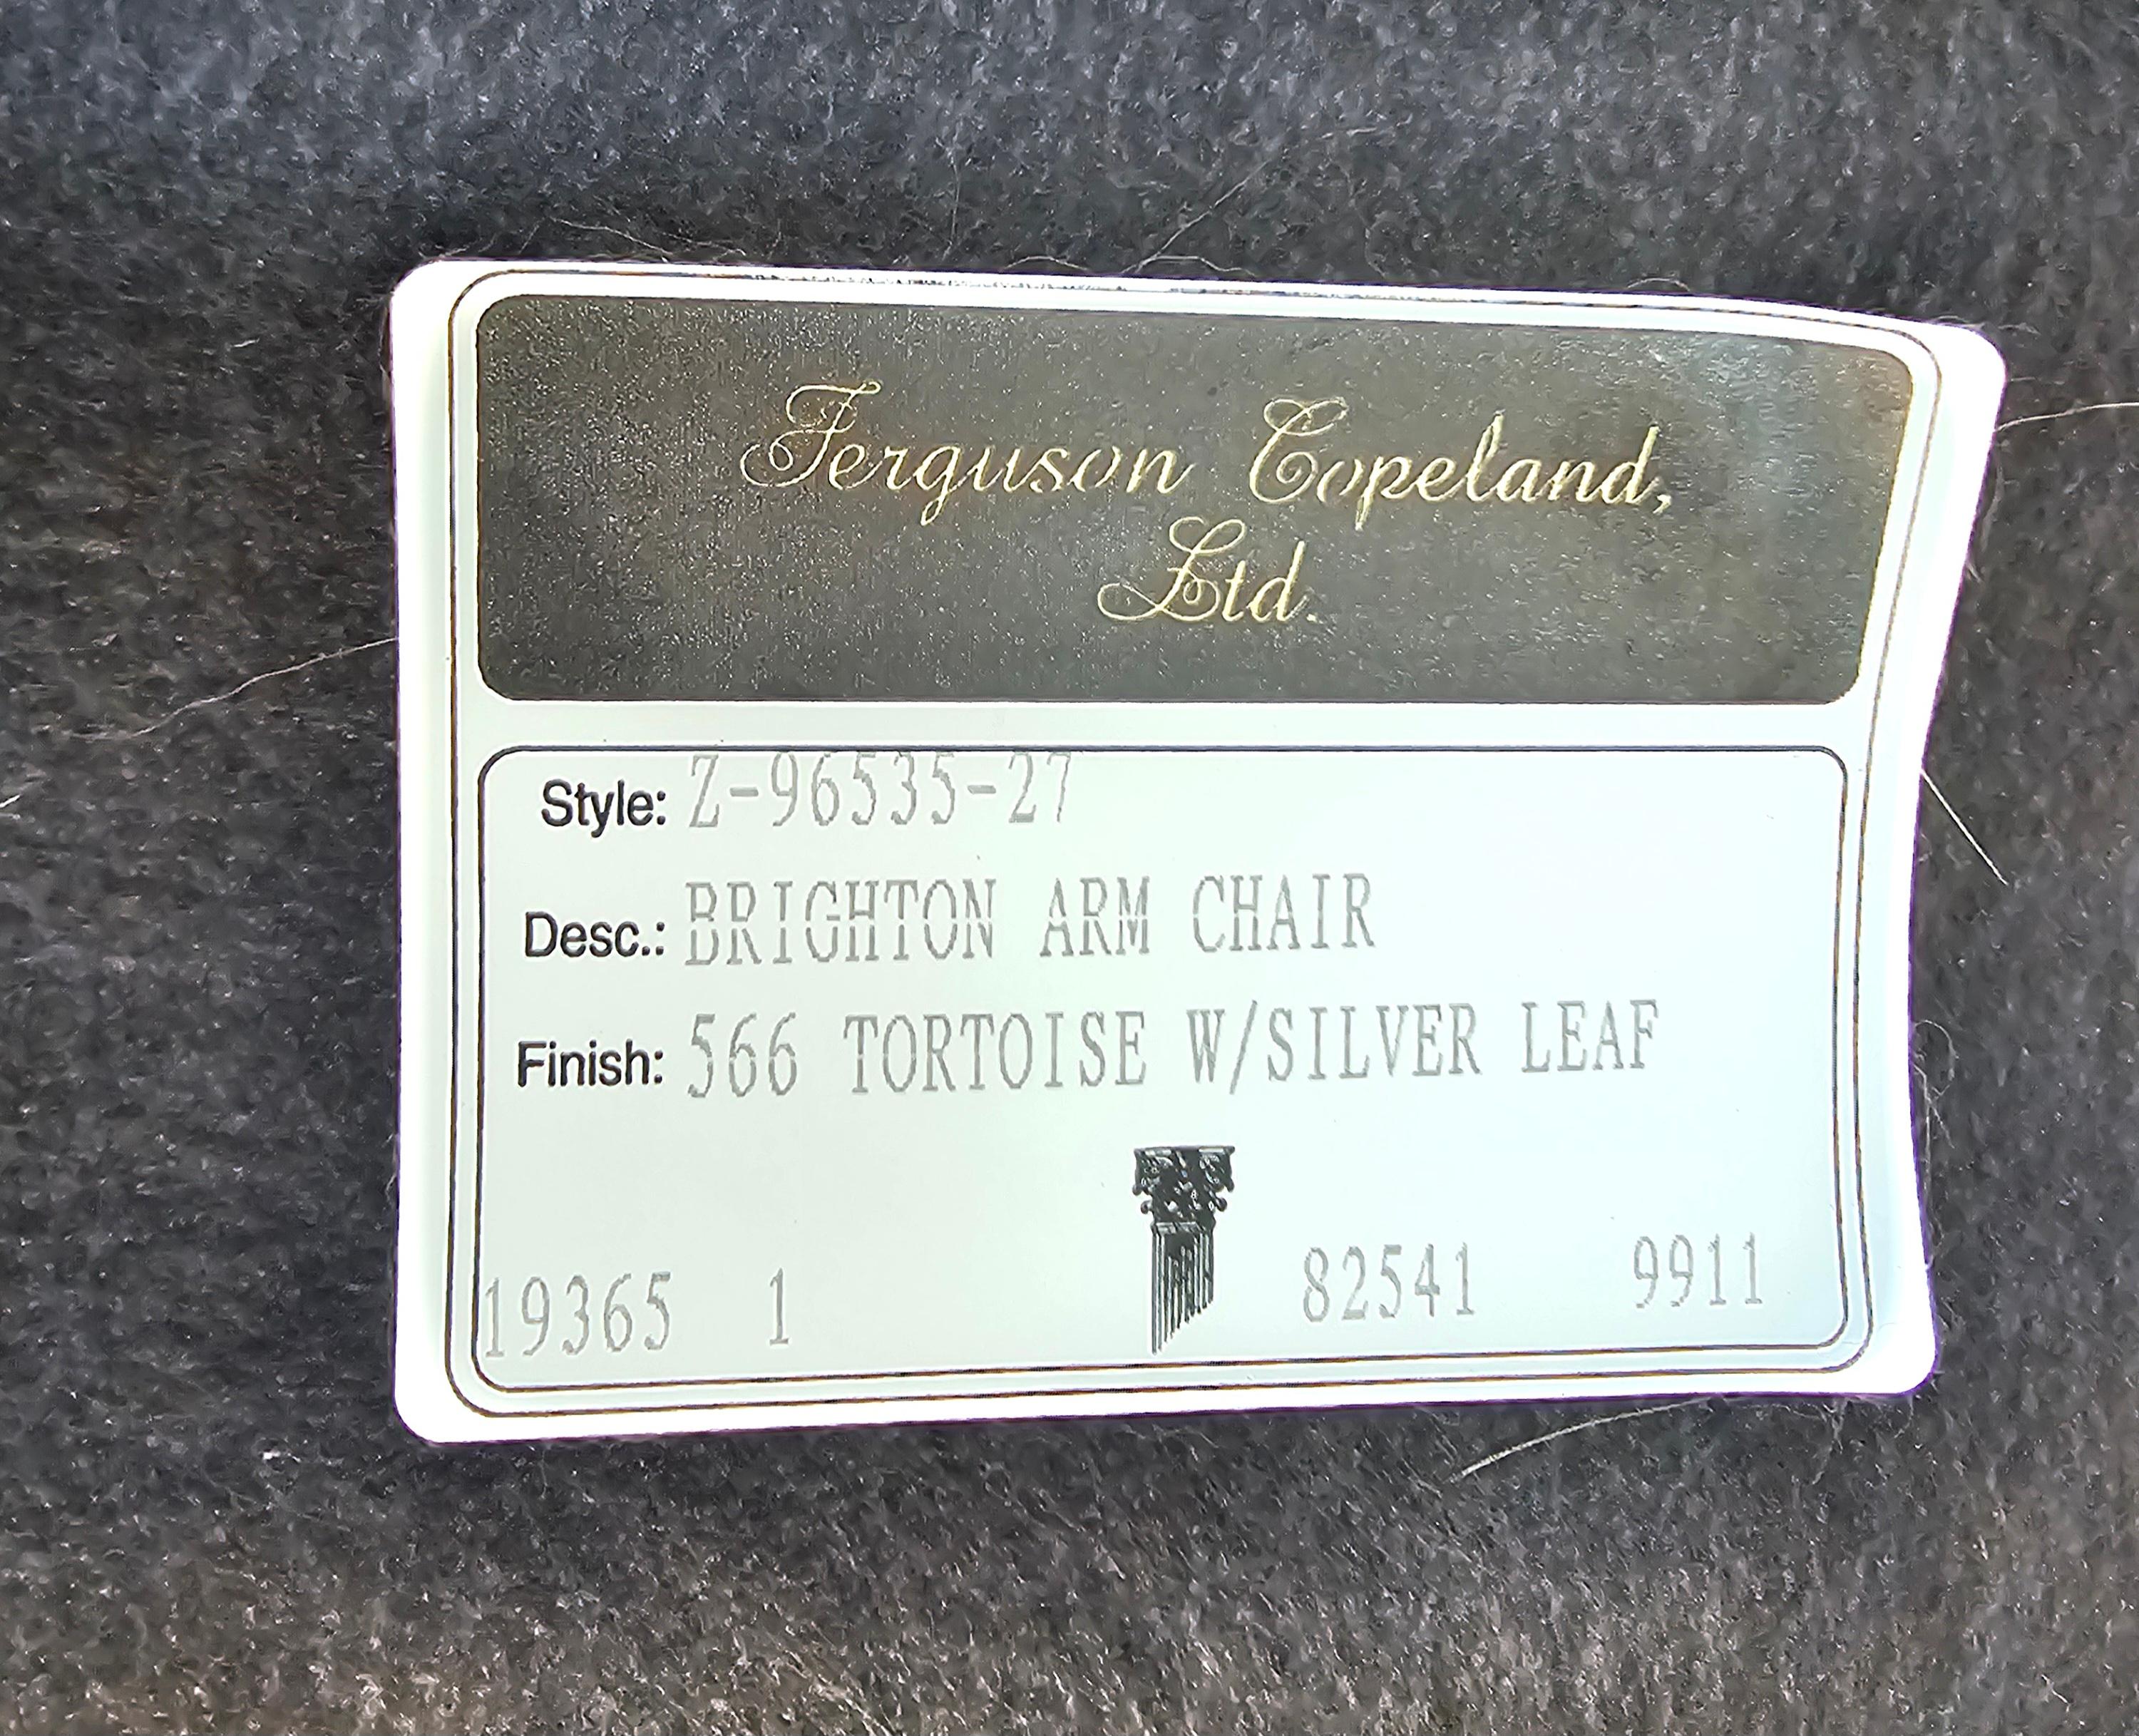 Ferguson Copeland,
Ltd.
Style: Z-96535-27
Desc.: BRIGHTON ARM CHAIR
Finish: 566 TORTOISE W/SILVER LEAF
19365 1 82541 9911